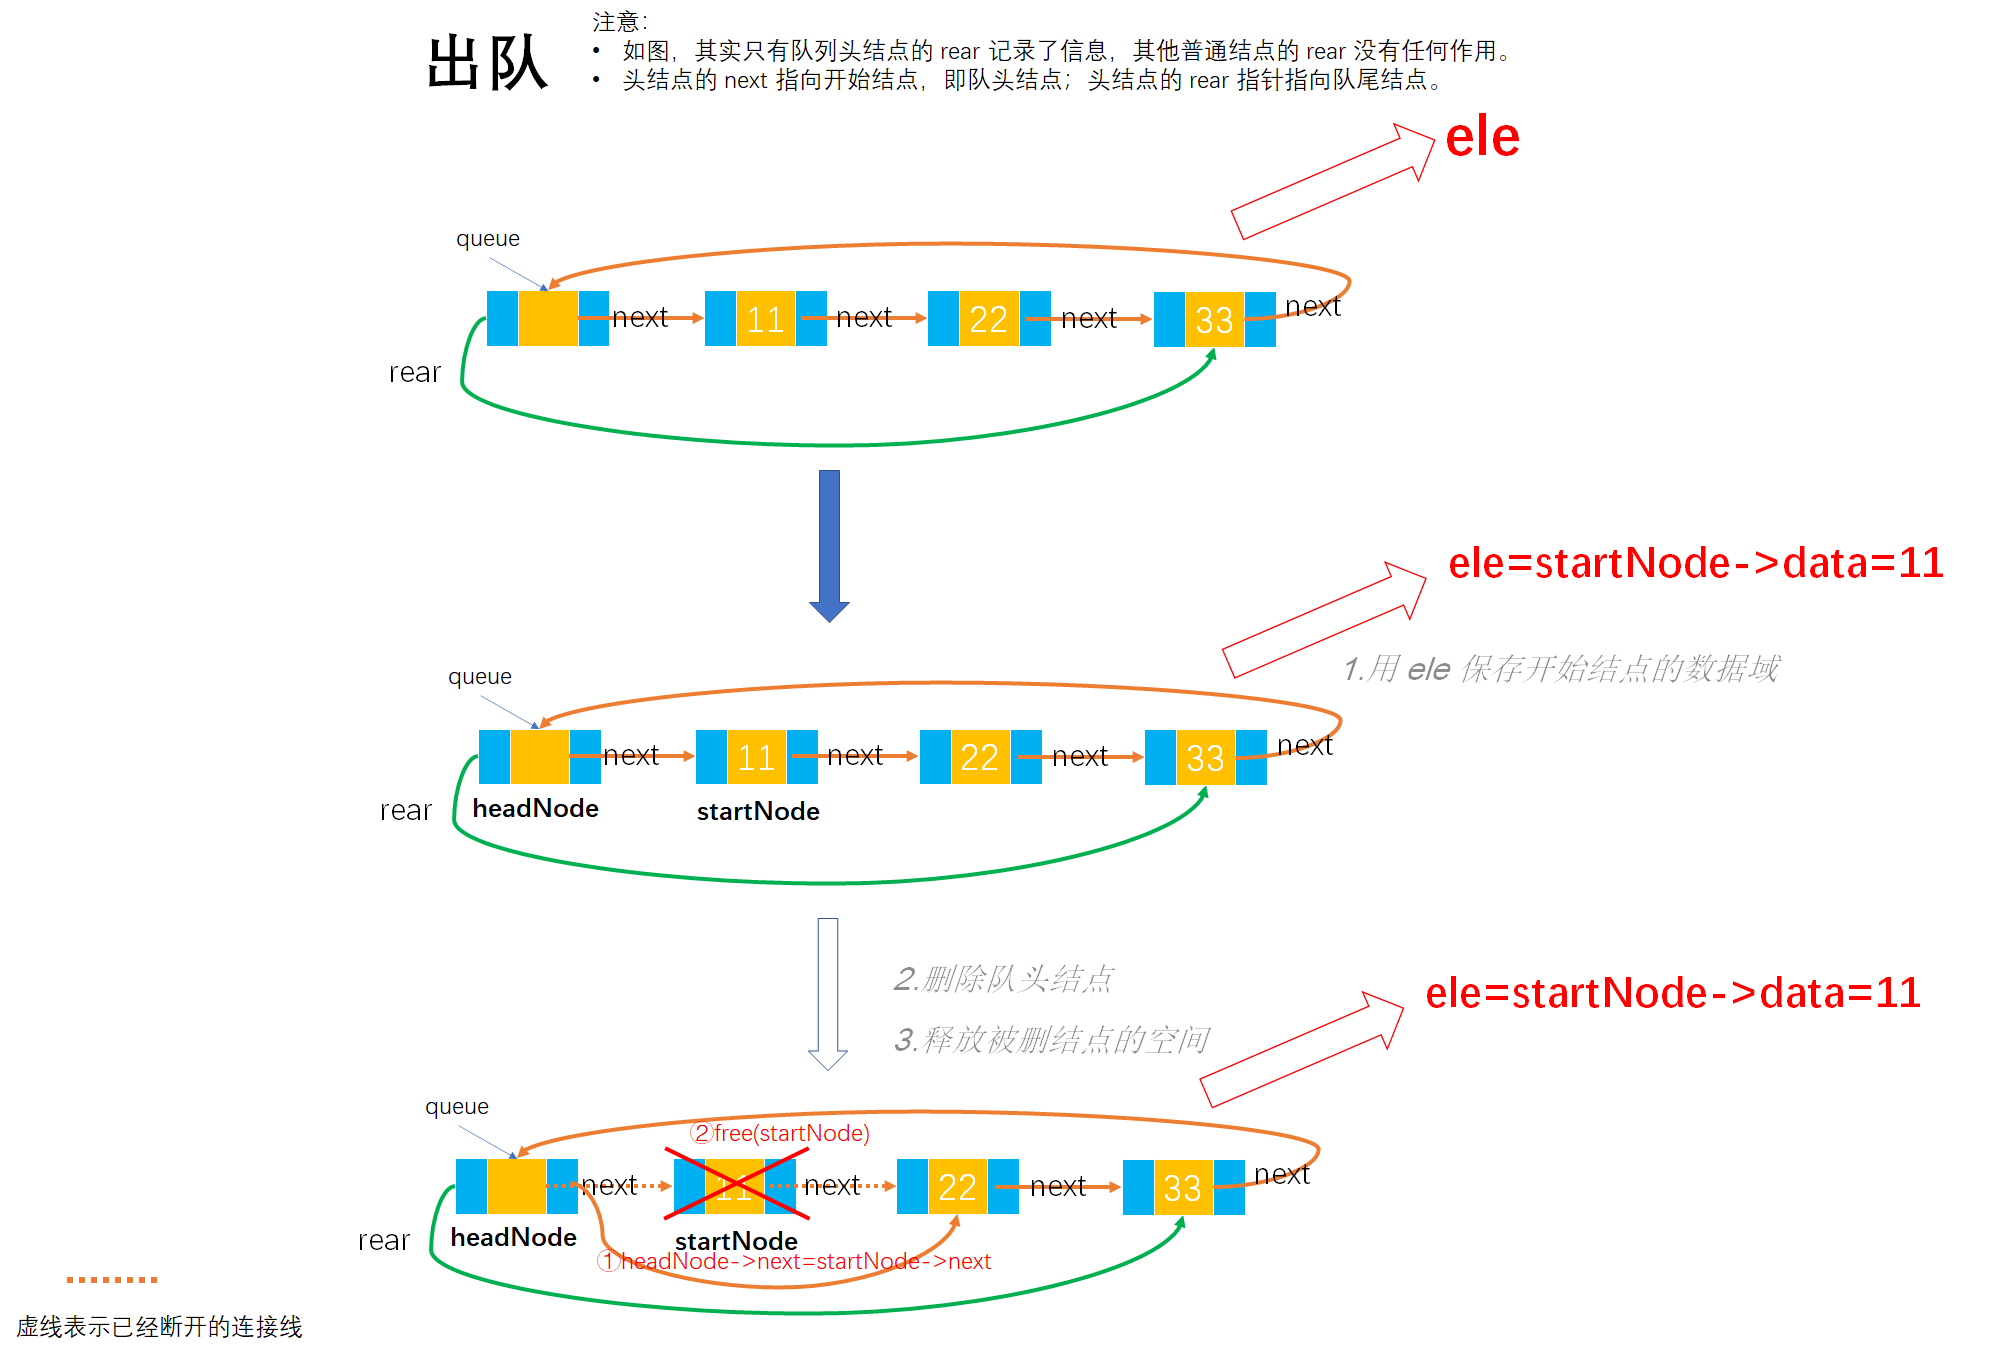 出队
注意：
• 如图，其实只有队列头结点的 rear 记录了信息，其他普通结点的 rear 没有任何作用。
• 头结点的 next 指向开始结点，即队头结点；头结点的 rear 指针指向队尾结点。
ele
queue
next
11
next
22
next
33
next
rear
ele=startNode->data=11
1.用 ele 保存开始结点的数据域
queue
next
11
next
22
next
33
next
rear
headNode
startNode
2.删除队头结点
3.释放被删结点的空间
ele=startNode->data=11
queue
②free(startNode)
next
11
next
22
next
33
next
rear
headNode
startNode
①headNode->next=startNode->next
虚线表示已经断开的连接线